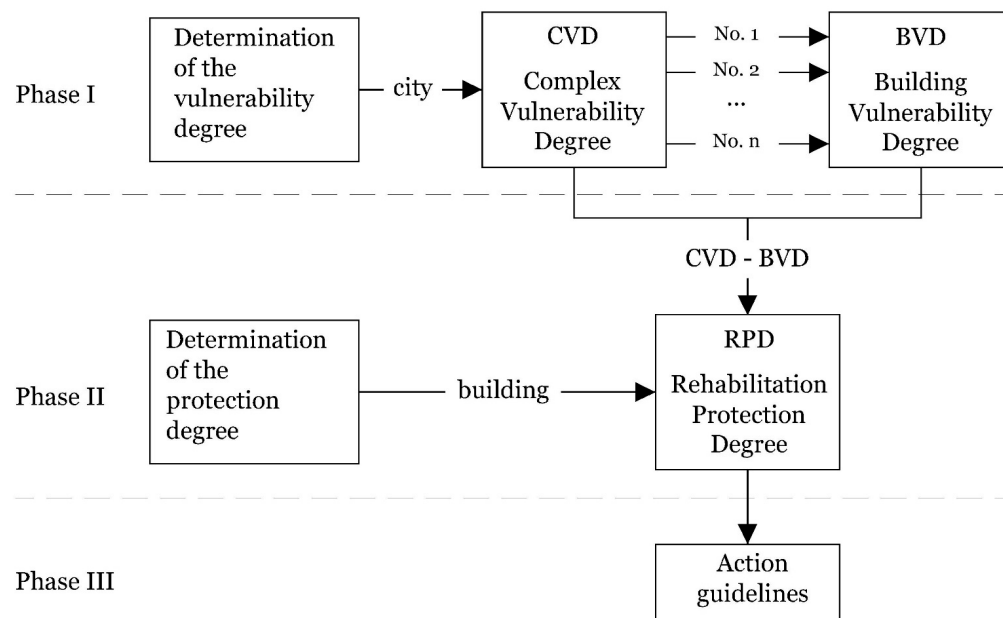 Phase I
Determination
of the
vulnerability
degree
city
CVD
Complex
Vulnerability
Degree
No. 1
No. 2
...
No. n
BVD
Building
Vulnerability
Degree
CVD - BVD
Phase II
Determination
of the
protection
degree
building
RPD
Rehabilitation
Protection
Degree
Phase III
Action
guidelines